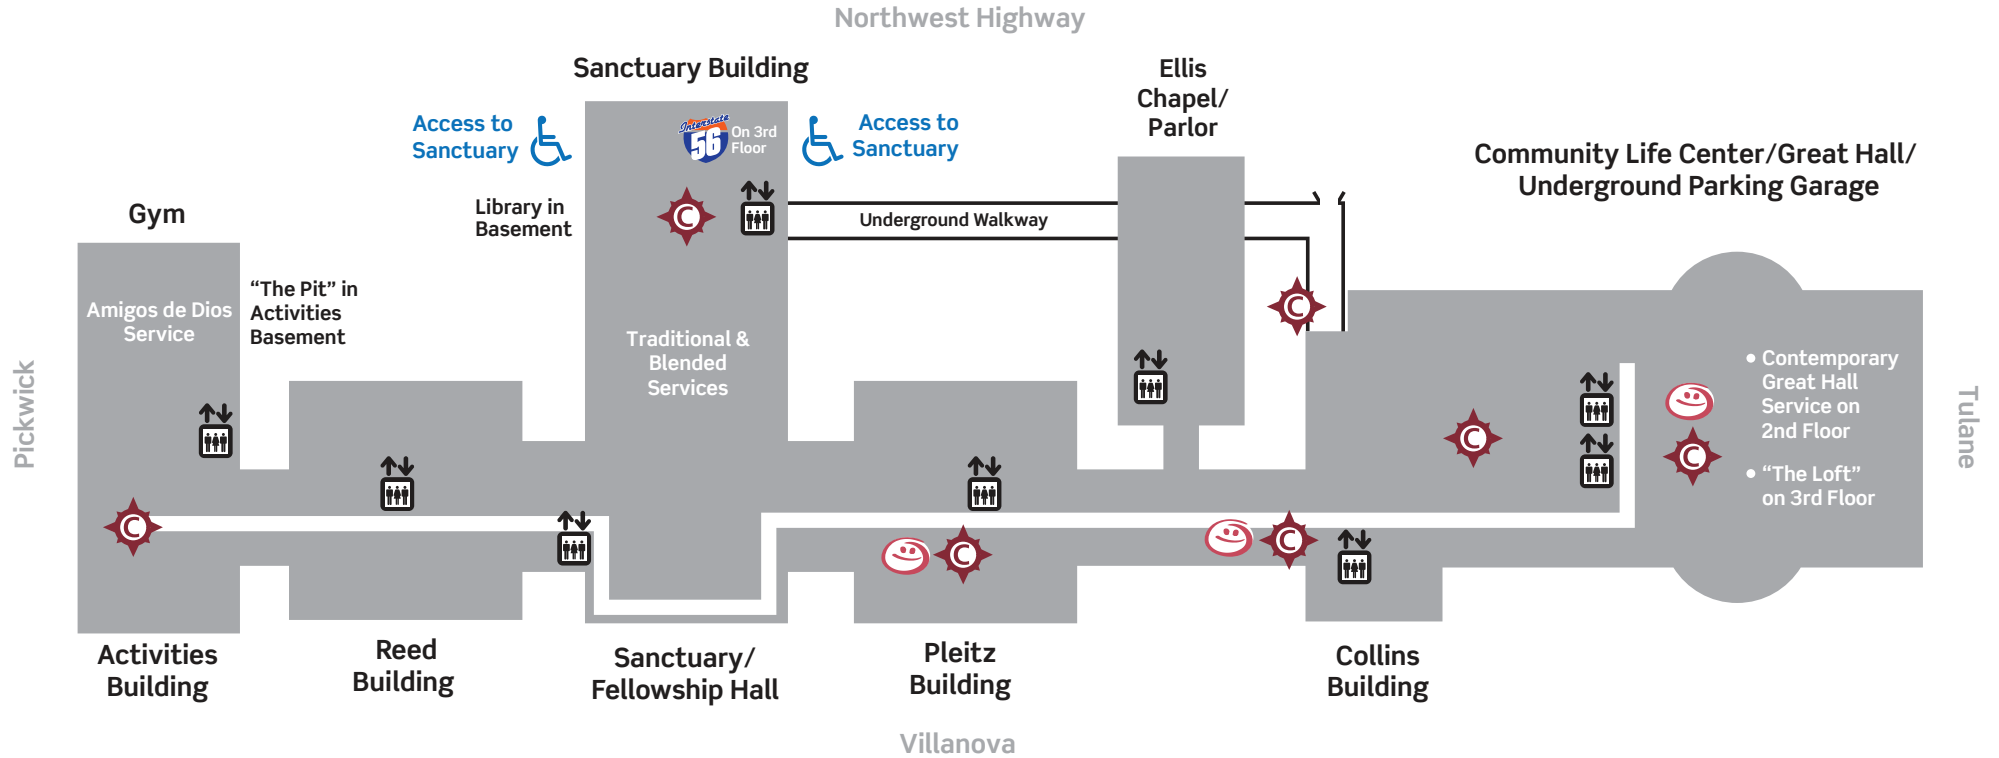 Northwest Highway
Sanctuary Building
Ellis
Chapel/
Parlor
Access to
Sanctuary
Interstate
56
On 3rd
Floor
Access to
Sanctuary
Community Life Center/Great Hall/
Underground Parking Garage
Gym
Library in
Basement
C
Underground Walkway
"The Pit" in
Activities
Basement
Amigos de Dios
Service
C
Traditional &
Blended
Services
Pickwick
Tulane
• Contemporary
Great Hall
Service on
2nd Floor
• "The Loft"
on 3rd Floor
C
C
C
C
C
Activities
Building
Reed
Building
Sanctuary/
Fellowship Hall
Pleitz
Building
Collins
Building
Villanova